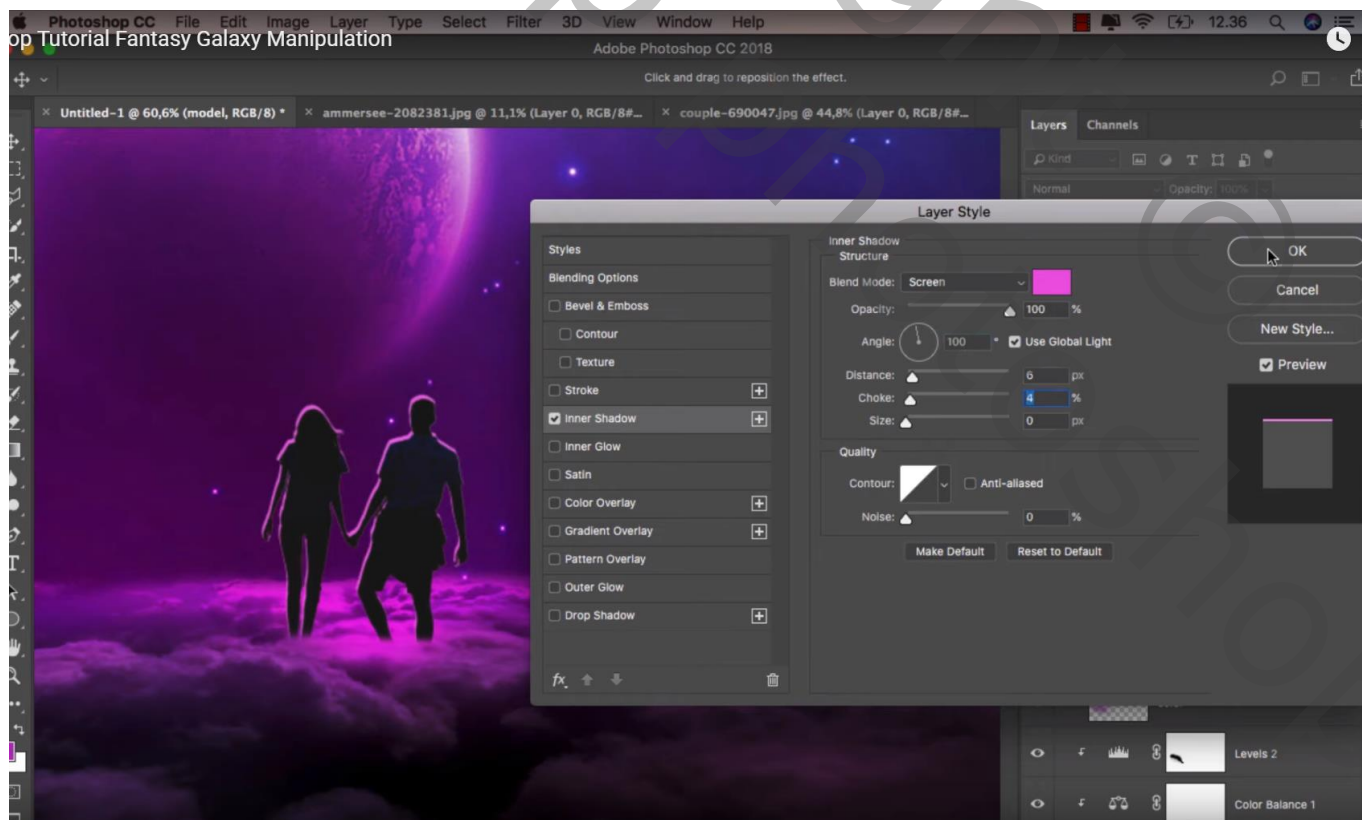 Photoshop CC File Edit Image Layer Type Select Filter 3D View Window Help 12.36
op Tutorial Fantasy Galaxy Manipulation
Adobe Photoshop CC 2018
Click and drag to reposition the effect.
× Untitled-1 @ 60,6% (model, RGB/8) * × ammersee-2082381.jpg @ 11,1% (Layer 0, RGB/8#... × couple-690047.jpg @ 44,8% (Layer 0, RGB/8#...
Layers Channels
Kind
Normal Opacity: 100%
Layer Style
Styles
Blending Options
Bevel & Emboss
Contour
Texture
Stroke
Inner Shadow
Inner Glow
Satin
Color Overlay
Gradient Overlay
Pattern Overlay
Outer Glow
Drop Shadow
fx
Inner Shadow
Structure
Blend Mode: Screen
Opacity: 100 %
Angle: 100 ° Use Global Light
Distance: 6 px
Choke: 4 %
Size: 0 px
Quality
Contour: Anti-aliased
Noise: 0 %
Make Default Reset to Default
OK
Cancel
New Style...
Preview
Levels 2
Color Balance 1